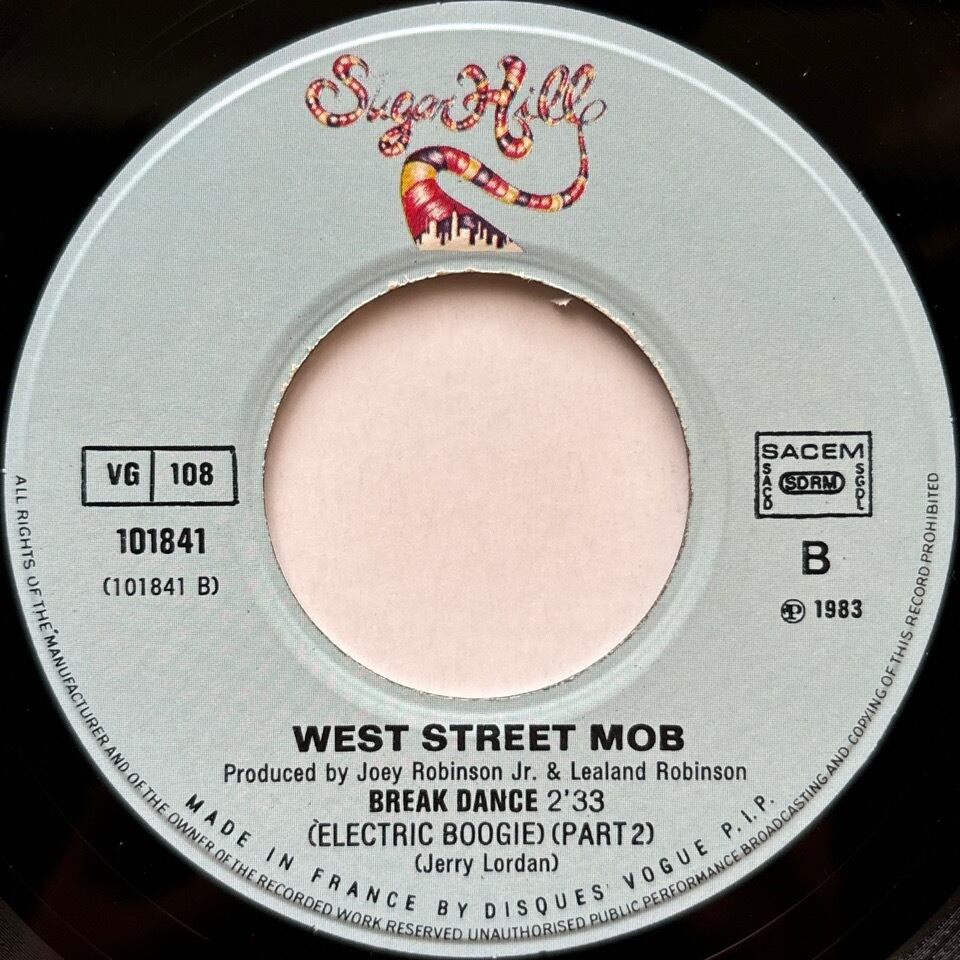 Sugar Hill
VG 108
101841
(101841 B)
SACEM
SACD
SDRM
SGDL
B
Ⓟ 1983
WEST STREET MOB
Produced by Joey Robinson Jr. & Lealand Robinson
BREAK DANCE 2'33
(ELECTRIC BOOGIE) (PART 2)
(Jerry Lordan)
MADE IN FRANCE BY DISQUES VOGUE P.I.P.
ALL RIGHTS OF THE MANUFACTURER AND OF THE OWNER OF THE RECORDED WORK RESERVED UNAUTHORISED PUBLIC PERFORMANCE BROADCASTING AND COPYING OF THIS RECORD PROHIBITED